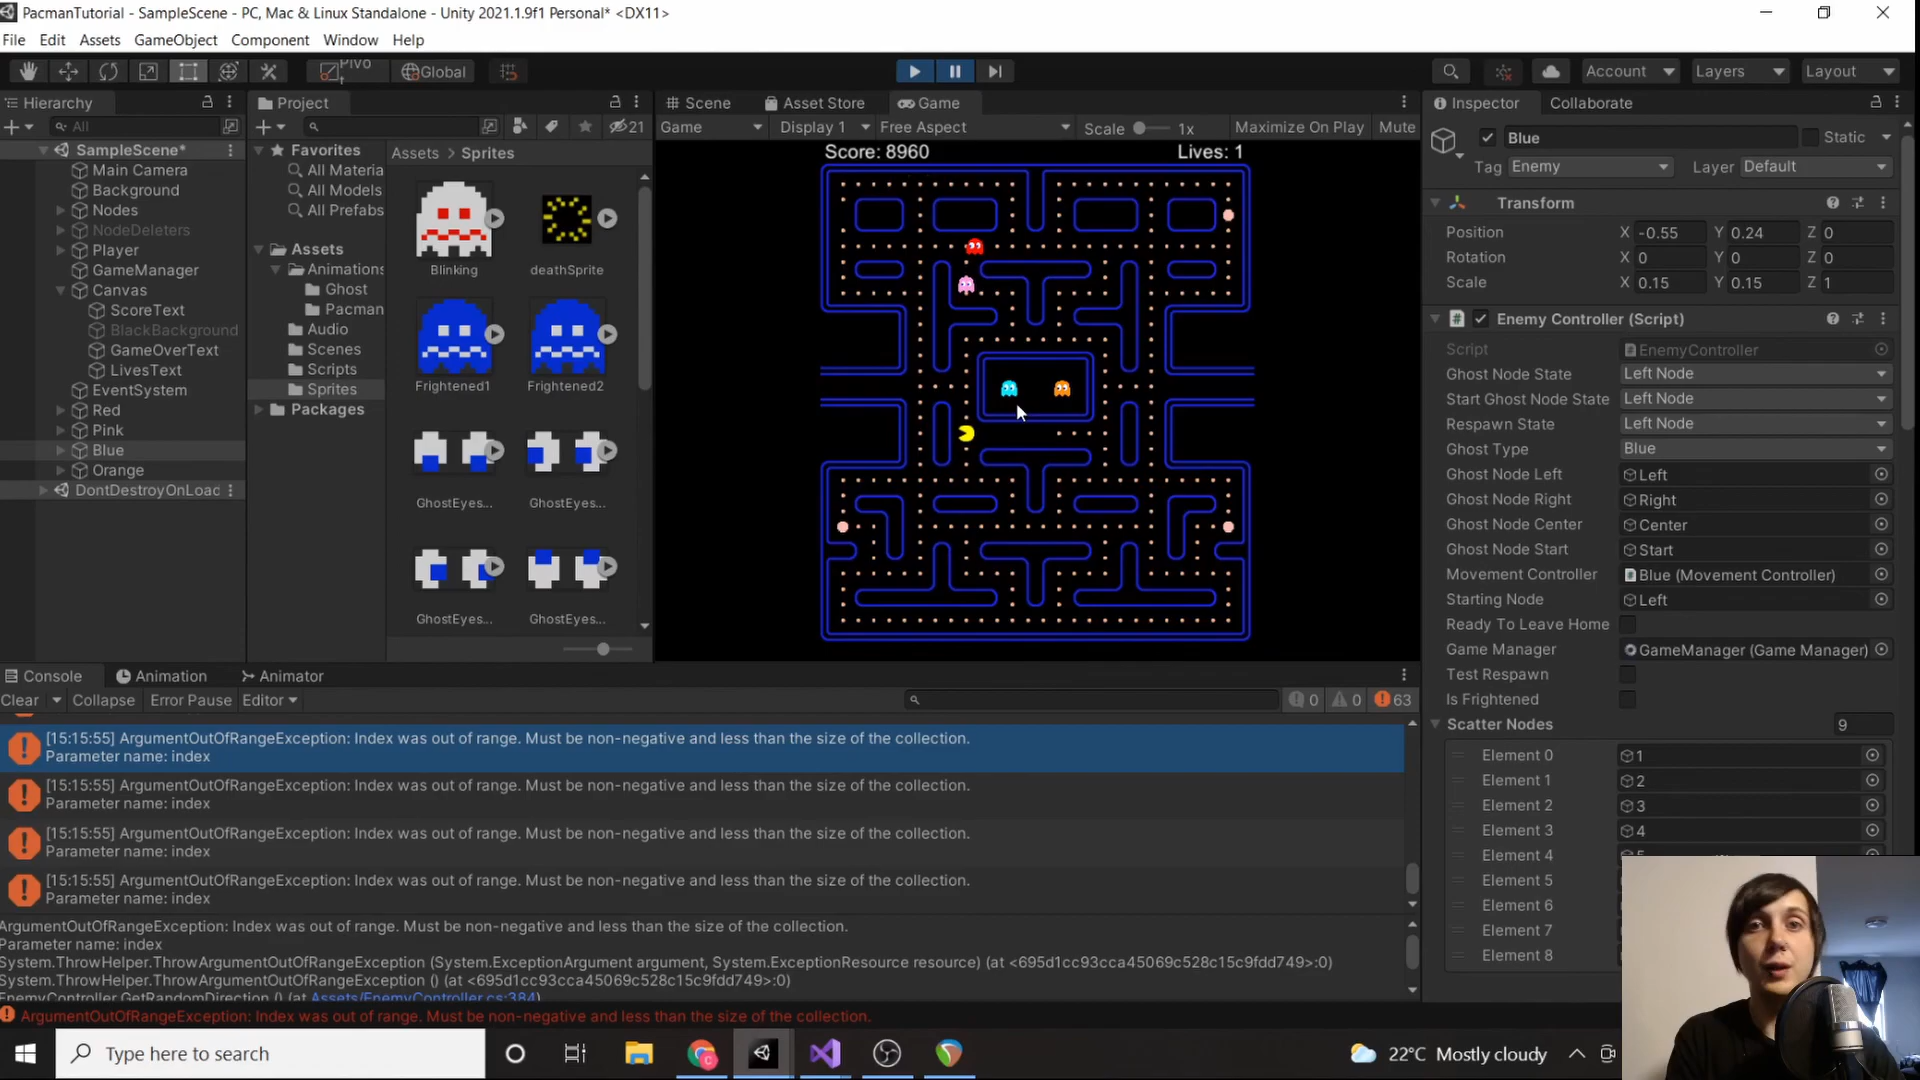 PacmanTutorial - SampleScene - PC, Mac & Linux Standalone - Unity 2021.1.9f1 Personal* <DX11>
File Edit Assets GameObject Component Window Help
Pivot Global Account Layers Layout
Hierarchy
All
SampleScene*
Main Camera
Background
Nodes
NodeDeleters
Player
GameManager
Canvas
ScoreText
BlackBackground
GameOverText
LivesText
EventSystem
Red
Pink
Blue
Orange
DontDestroyOnLoad
Project
21
Favorites
All Materia
All Models
All Prefabs
Assets
Animations
Ghost
Pacman
Audio
Scenes
Scripts
Sprites
Packages
Assets > Sprites
Blinking deathSprite
Frightened1 Frightened2
GhostEyes... GhostEyes...
GhostEyes... GhostEyes...
Scene Asset Store Game
Game Display 1 Free Aspect Scale 1x Maximize On Play Mute
Score: 8960 Lives: 1
Inspector Collaborate
Blue Static
Tag Enemy Layer Default
Transform
Position X -0.55 Y 0.24 Z 0
Rotation X 0 Y 0 Z 0
Scale X 0.15 Y 0.15 Z 1
Enemy Controller (Script)
Script EnemyController
Ghost Node State Left Node
Start Ghost Node State Left Node
Respawn State Left Node
Ghost Type Blue
Ghost Node Left Left
Ghost Node Right Right
Ghost Node Center Center
Ghost Node Start Start
Movement Controller Blue (Movement Controller)
Starting Node Left
Ready To Leave Home
Game Manager GameManager (Game Manager)
Test Respawn
Is Frightened
Scatter Nodes 9
Element 0 1
Element 1 2
Element 2 3
Element 3 4
Element 4
Element 5
Element 6
Element 7
Element 8
Console Animation Animator
Clear Collapse Error Pause Editor 0 0 63
[15:15:55] ArgumentOutOfRangeException: Index was out of range. Must be non-negative and less than the size of the collection.
Parameter name: index
[15:15:55] ArgumentOutOfRangeException: Index was out of range. Must be non-negative and less than the size of the collection.
Parameter name: index
[15:15:55] ArgumentOutOfRangeException: Index was out of range. Must be non-negative and less than the size of the collection.
Parameter name: index
[15:15:55] ArgumentOutOfRangeException: Index was out of range. Must be non-negative and less than the size of the collection.
Parameter name: index
ArgumentOutOfRangeException: Index was out of range. Must be non-negative and less than the size of the collection.
Parameter name: index
System.ThrowHelper.ThrowArgumentOutOfRangeException (System.ExceptionArgument argument, System.ExceptionResource resource) (at <695d1cc93cca45069c528c15c9fdd749>:0)
System.ThrowHelper.ThrowArgumentOutOfRangeException () (at <695d1cc93cca45069c528c15c9fdd749>:0)
EnemyController.GetRandomDirection () (at Assets/EnemyController.cs:384)
ArgumentOutOfRangeException: Index was out of range. Must be non-negative and less than the size of the collection.
Type here to search
22°C Mostly cloudy